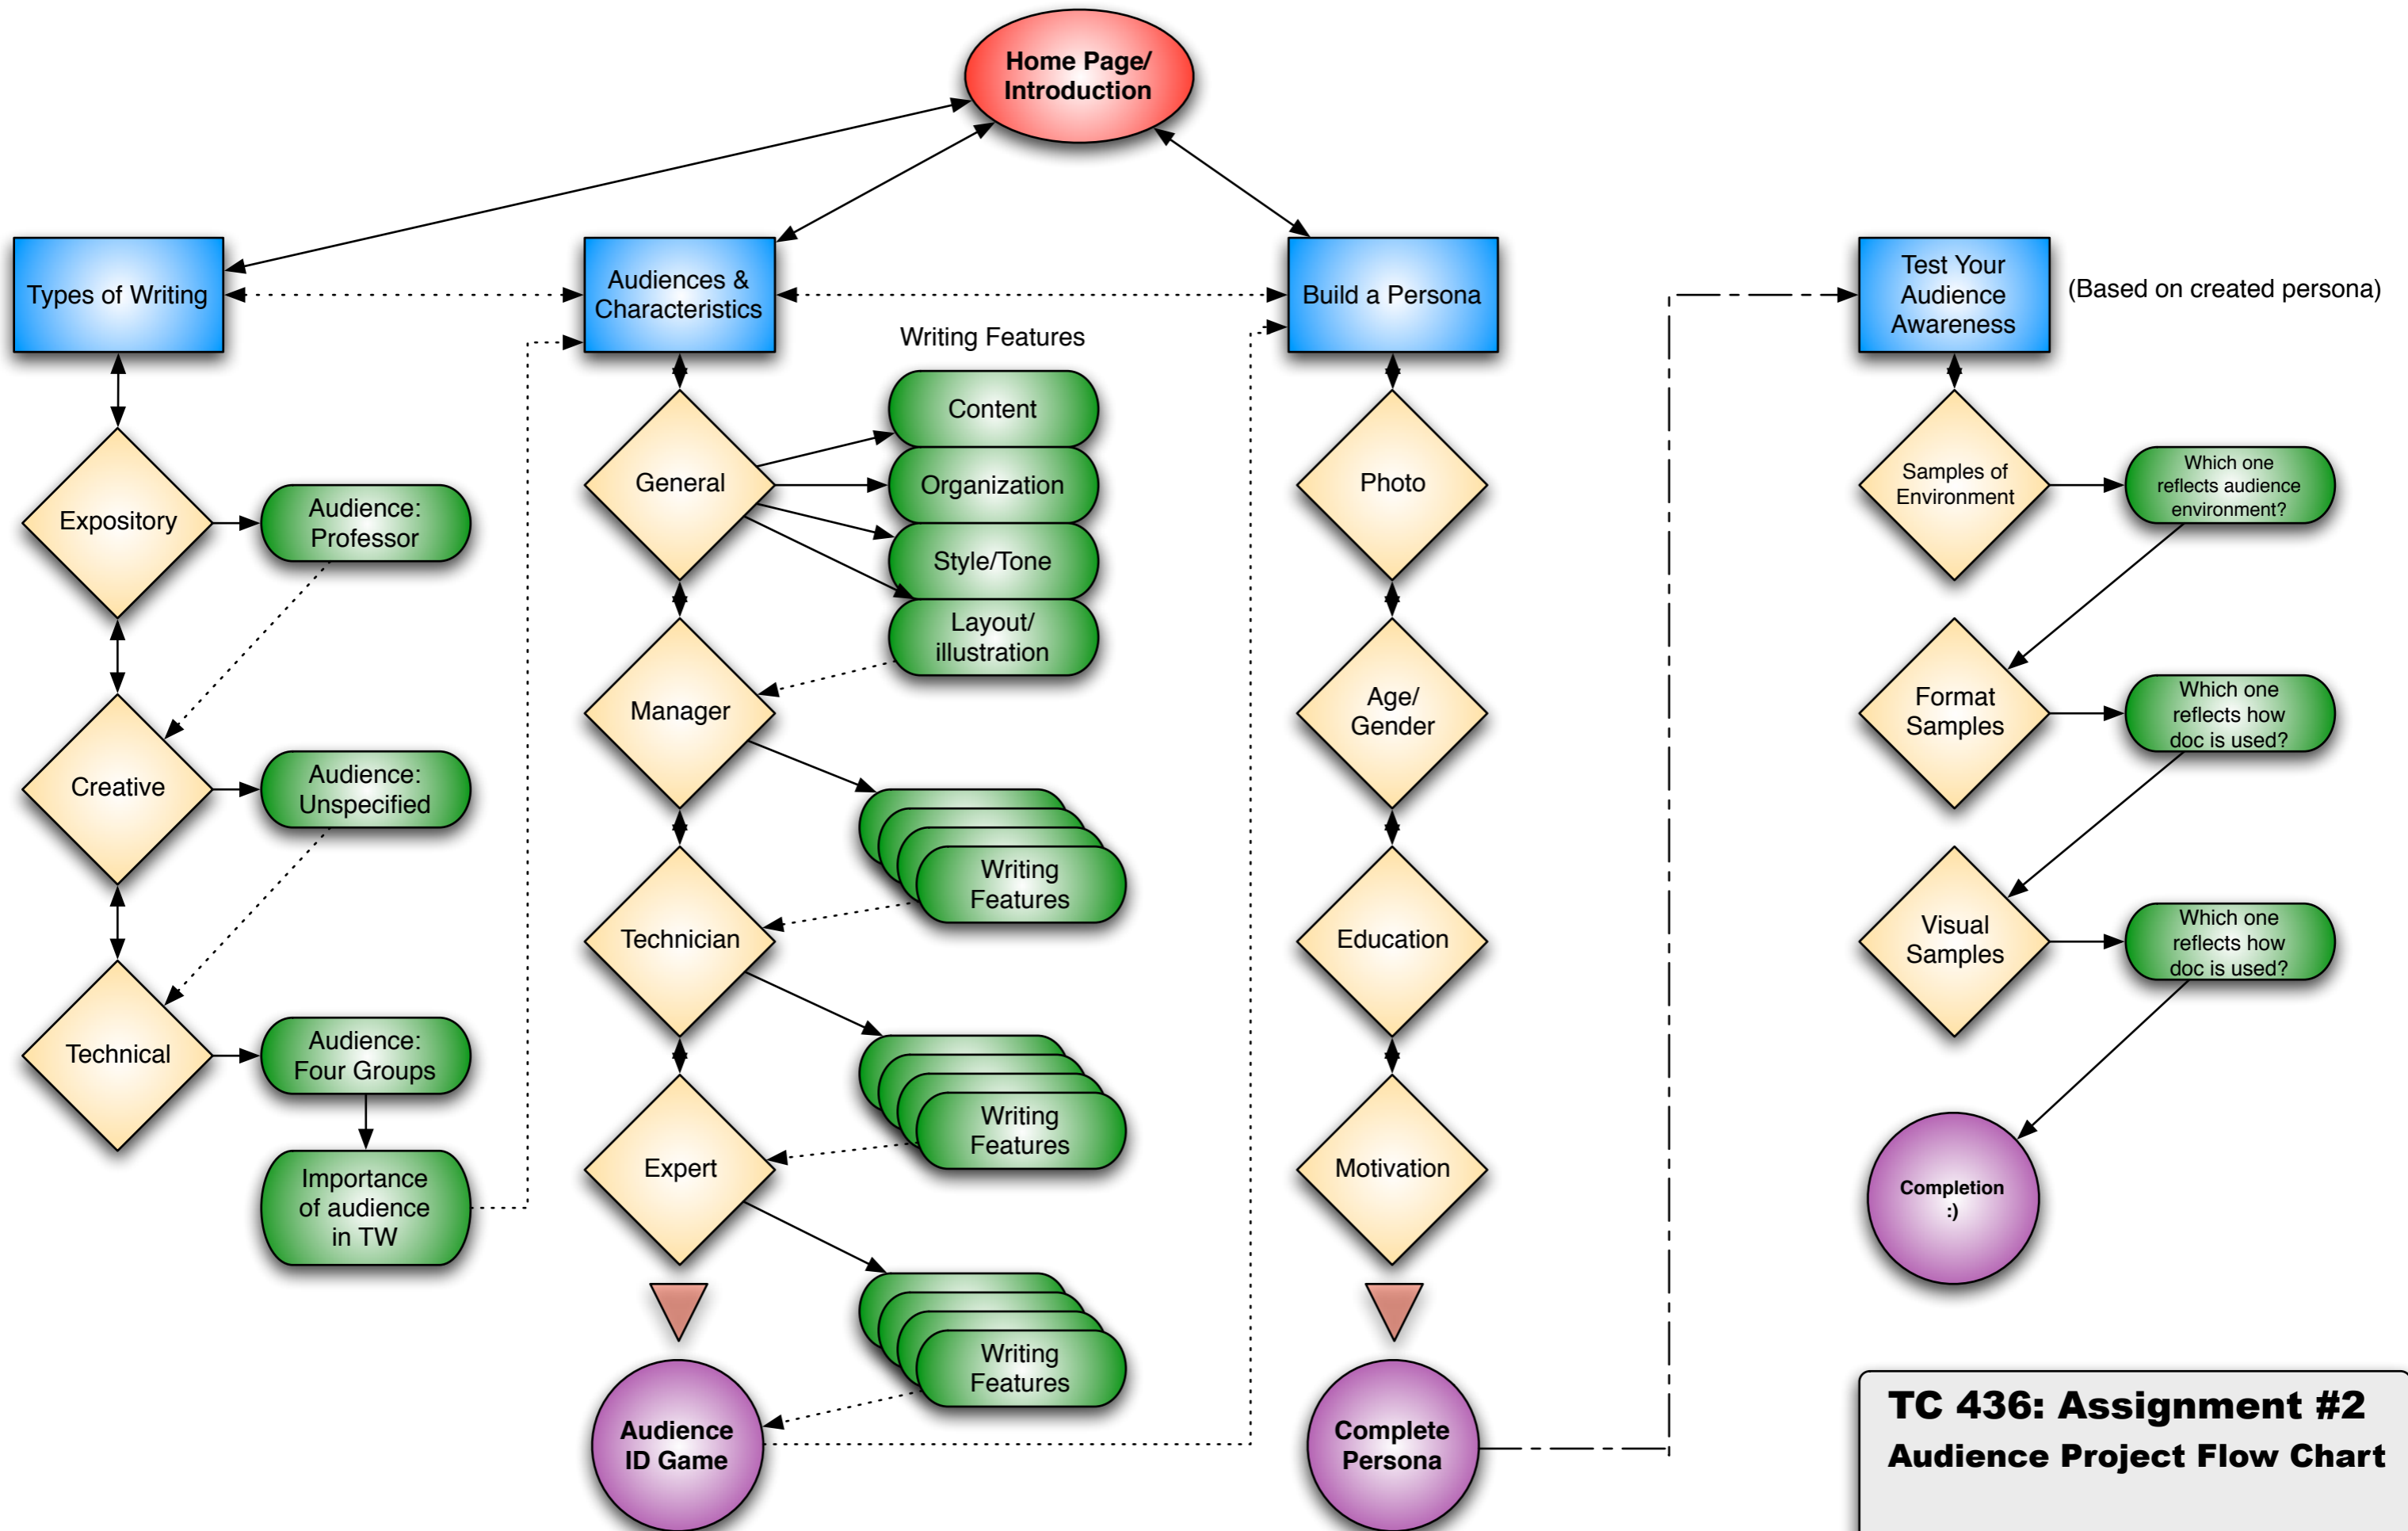 Home Page/
Introduction
Types of Writing
Audiences &
Characteristics
Build a Persona
Test Your
Audience
Awareness
(Based on created persona)
Expository
Audience:
Professor
Creative
Audience:
Unspecified
Technical
Audience:
Four Groups
Importance
of audience
in TW
Writing Features
General
Content
Organization
Style/Tone
Layout/
illustration
Manager
Writing
Features
Technician
Writing
Features
Expert
Writing
Features
Audience
ID Game
Photo
Age/
Gender
Education
Motivation
Complete
Persona
Samples of
Environment
Which one
reflects audience
environment?
Format
Samples
Which one
reflects how
doc is used?
Visual
Samples
Which one
reflects how
doc is used?
Completion
:)
TC 436: Assignment #2
Audience Project Flow Chart